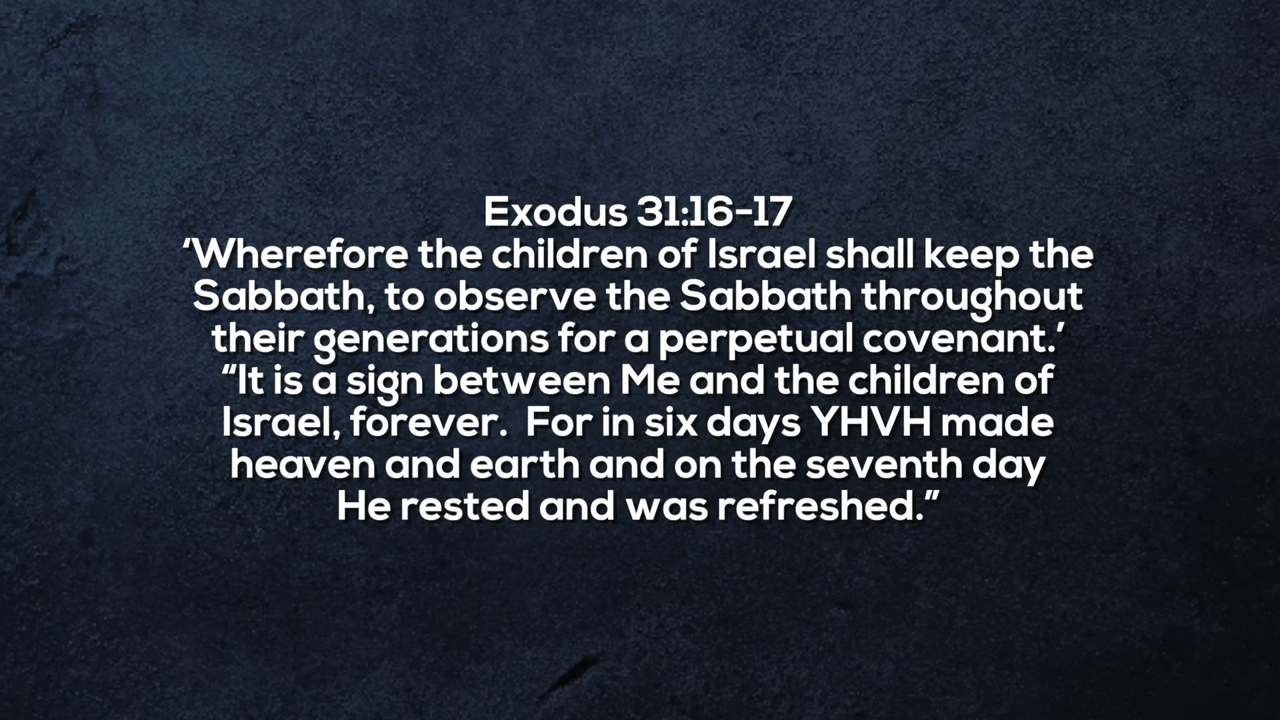 Exodus 31:16-17
‘Wherefore the children of Israel shall keep the
Sabbath, to observe the Sabbath throughout
their generations for a perpetual covenant.’
“It is a sign between Me and the children of
Israel, forever.  For in six days YHVH made
heaven and earth and on the seventh day
He rested and was refreshed.”